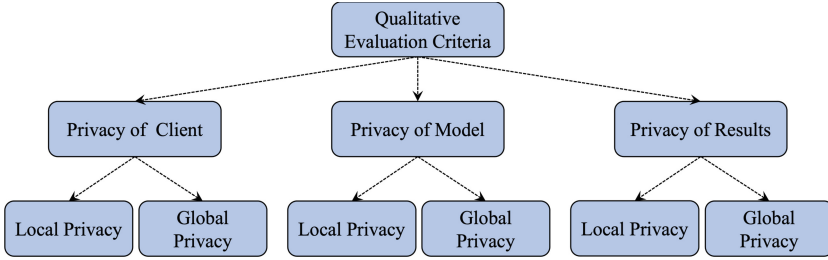 Qualitative
Evaluation Criteria
Privacy of Client
Privacy of Model
Privacy of Results
Local Privacy
Global
Privacy
Local Privacy
Global
Privacy
Local Privacy
Global
Privacy